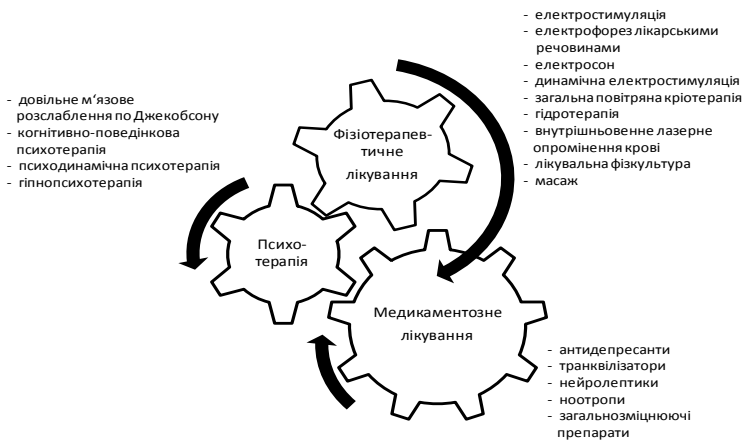 - електростимуляція
- електрофорез лікарськими
речовинами
- електросон
- динамічна електростимуляція
- загальна повітряна кріотерапія
- гідротерапія
- внутрішньовенне лазерне
опромінення крові
- лікувальна фізкультура
- масаж
- довільне м‘язове
розслаблення по Джекобсону
- когнітивно-поведінкова
психотерапія
- психодинамічна психотерапія
- гіпнопсихотерапія
Фізіотерапев-
тичне
лікування
Психо-
терапія
Медикаментозне
лікування
- антидепресанти
- транквілізатори
- нейролептики
- ноотропи
- загальнозміцнюючі
препарати